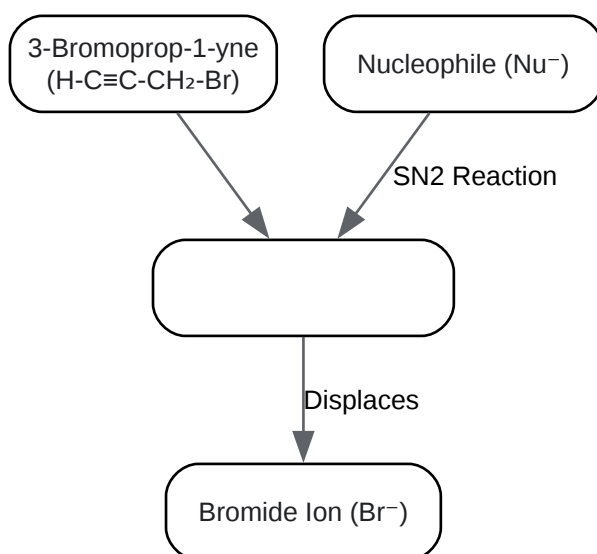 3-Bromoprop-1-yne
(H-C≡C-CH₂-Br)
Nucleophile (Nu⁻)
SN2 Reaction
Displaces
Bromide Ion (Br⁻)